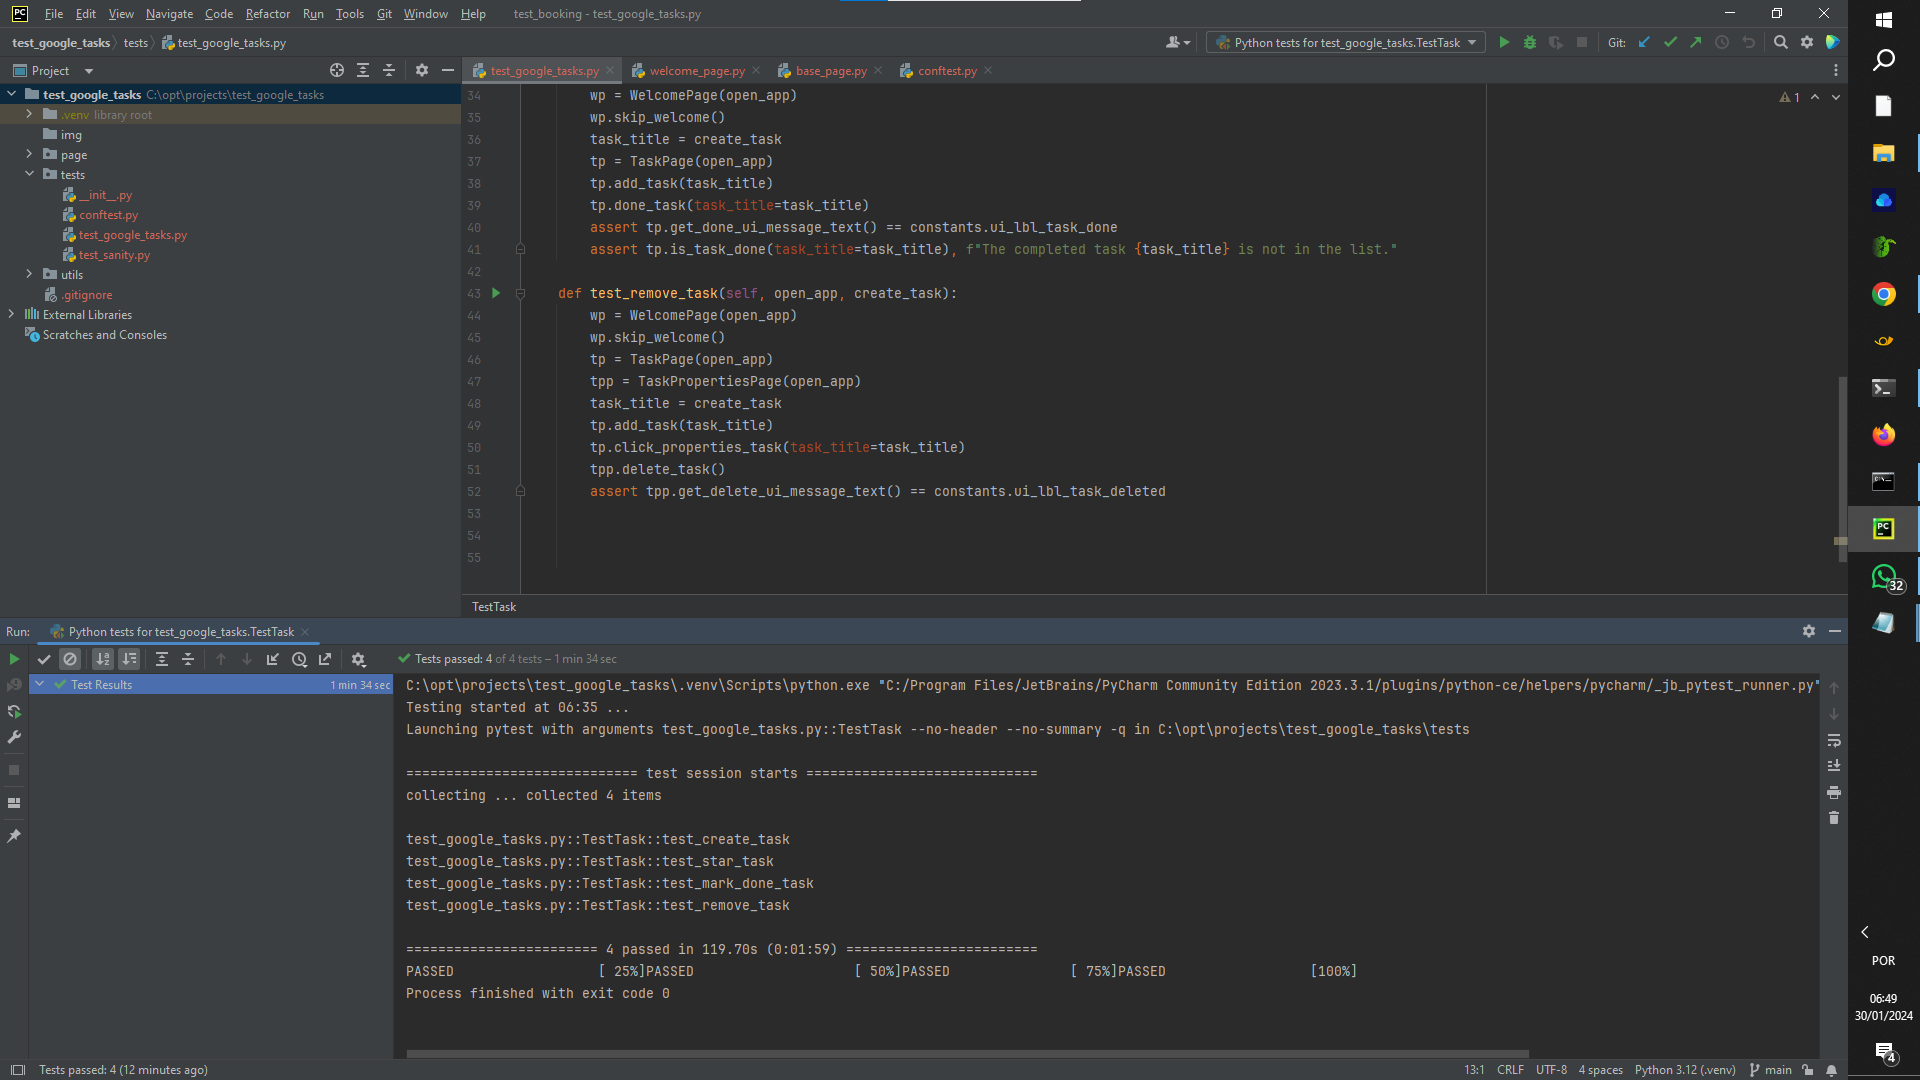 File Edit View Navigate Code Refactor Run Tools Git Window Help test_booking - test_google_tasks.py
test_google_tasks tests test_google_tasks.py
Python tests for test_google_tasks.TestTask Git:
Project
test_google_tasks.py welcome_page.py base_page.py conftest.py
test_google_tasks C:\opt\projects\test_google_tasks
.venv library root
img
page
tests
__init__.py
conftest.py
test_google_tasks.py
test_sanity.py
utils
.gitignore
External Libraries
Scratches and Consoles
1
34 wp = WelcomePage(open_app)
35 wp.skip_welcome()
36 task_title = create_task
37 tp = TaskPage(open_app)
38 tp.add_task(task_title)
39 tp.done_task(task_title=task_title)
40 assert tp.get_done_ui_message_text() == constants.ui_lbl_task_done
41 assert tp.is_task_done(task_title=task_title), f"The completed task {task_title} is not in the list."
42
43 def test_remove_task(self, open_app, create_task):
44 wp = WelcomePage(open_app)
45 wp.skip_welcome()
46 tp = TaskPage(open_app)
47 tpp = TaskPropertiesPage(open_app)
48 task_title = create_task
49 tp.add_task(task_title)
50 tp.click_properties_task(task_title=task_title)
51 tpp.delete_task()
52 assert tpp.get_delete_ui_message_text() == constants.ui_lbl_task_deleted
53
54
55
TestTask
Run: Python tests for test_google_tasks.TestTask
Tests passed: 4 of 4 tests – 1 min 34 sec
Test Results 1 min 34 sec
C:\opt\projects\test_google_tasks\.venv\Scripts\python.exe "C:/Program Files/JetBrains/PyCharm Community Edition 2023.3.1/plugins/python-ce/helpers/pycharm/_jb_pytest_runner.py"
Testing started at 06:35 ...
Launching pytest with arguments test_google_tasks.py::TestTask --no-header --no-summary -q in C:\opt\projects\test_google_tasks\tests
============================= test session starts =============================
collecting ... collected 4 items
test_google_tasks.py::TestTask::test_create_task
test_google_tasks.py::TestTask::test_star_task
test_google_tasks.py::TestTask::test_mark_done_task
test_google_tasks.py::TestTask::test_remove_task
======================== 4 passed in 119.70s (0:01:59) ========================
PASSED [ 25%]PASSED [ 50%]PASSED [ 75%]PASSED [100%]
Process finished with exit code 0
Tests passed: 4 (12 minutes ago) 13:1 CRLF UTF-8 4 spaces Python 3.12 (.venv) main
PC
PC
32
POR
06:49
30/01/2024
4